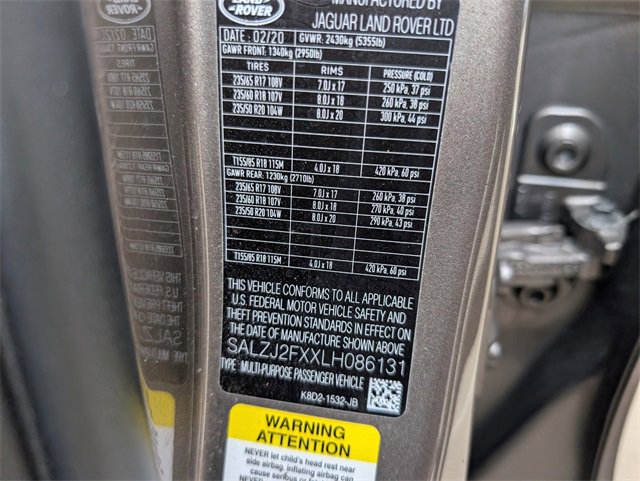 LAND-
-ROVER
MANUFACTURED BY
JAGUAR LAND ROVER LTD
DATE: 02/20 GVWR: 2430kg (5355lb)
GAWR FRONT: 1340kg (2950lb)
TIRES RIMS PRESSURE (COLD)
235/65 R17 108V 7.0J x 17 250 kPa, 37 psi
235/60 R18 107V 8.0J x 18 260 kPa, 38 psi
235/50 R20 104W 8.0J x 20 300 kPa, 44 psi
T155/85 R18 115M 4.0J x 18 420 kPa, 60 psi
GAWR REAR: 1230kg (2710lb)
235/65 R17 108V 7.0J x 17 260 kPa, 38 psi
235/60 R18 107V 8.0J x 18 270 kPa, 40 psi
235/50 R20 104W 8.0J x 20 290 kPa, 43 psi
T155/85 R18 115M 4.0J x 18 420 kPa, 60 psi
THIS VEHICLE CONFORMS TO ALL APPLICABLE
U.S. FEDERAL MOTOR VEHICLE SAFETY AND
THEFT PREVENTION STANDARDS IN EFFECT ON
THE DATE OF MANUFACTURE SHOWN ABOVE
SALZJ2FXXLH086131
TYPE: MULTI-PURPOSE PASSENGER VEHICLE
K8D2-1532-JB
WARNING
ATTENTION
NEVER let child's head rest near
side airbag. Inflating airbag can
cause serious or fatal